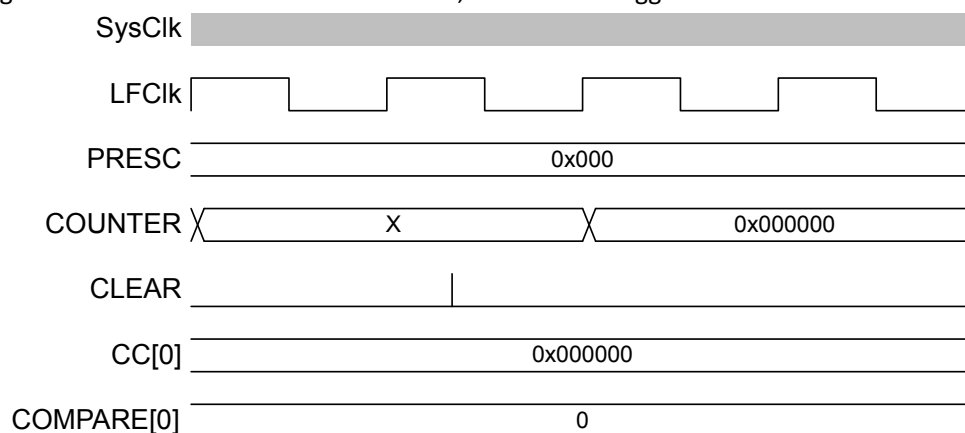 SysClk
LFClk
PRESC 0x000
COUNTER X 0x000000
CLEAR
CC[0] 0x000000
COMPARE[0] 0